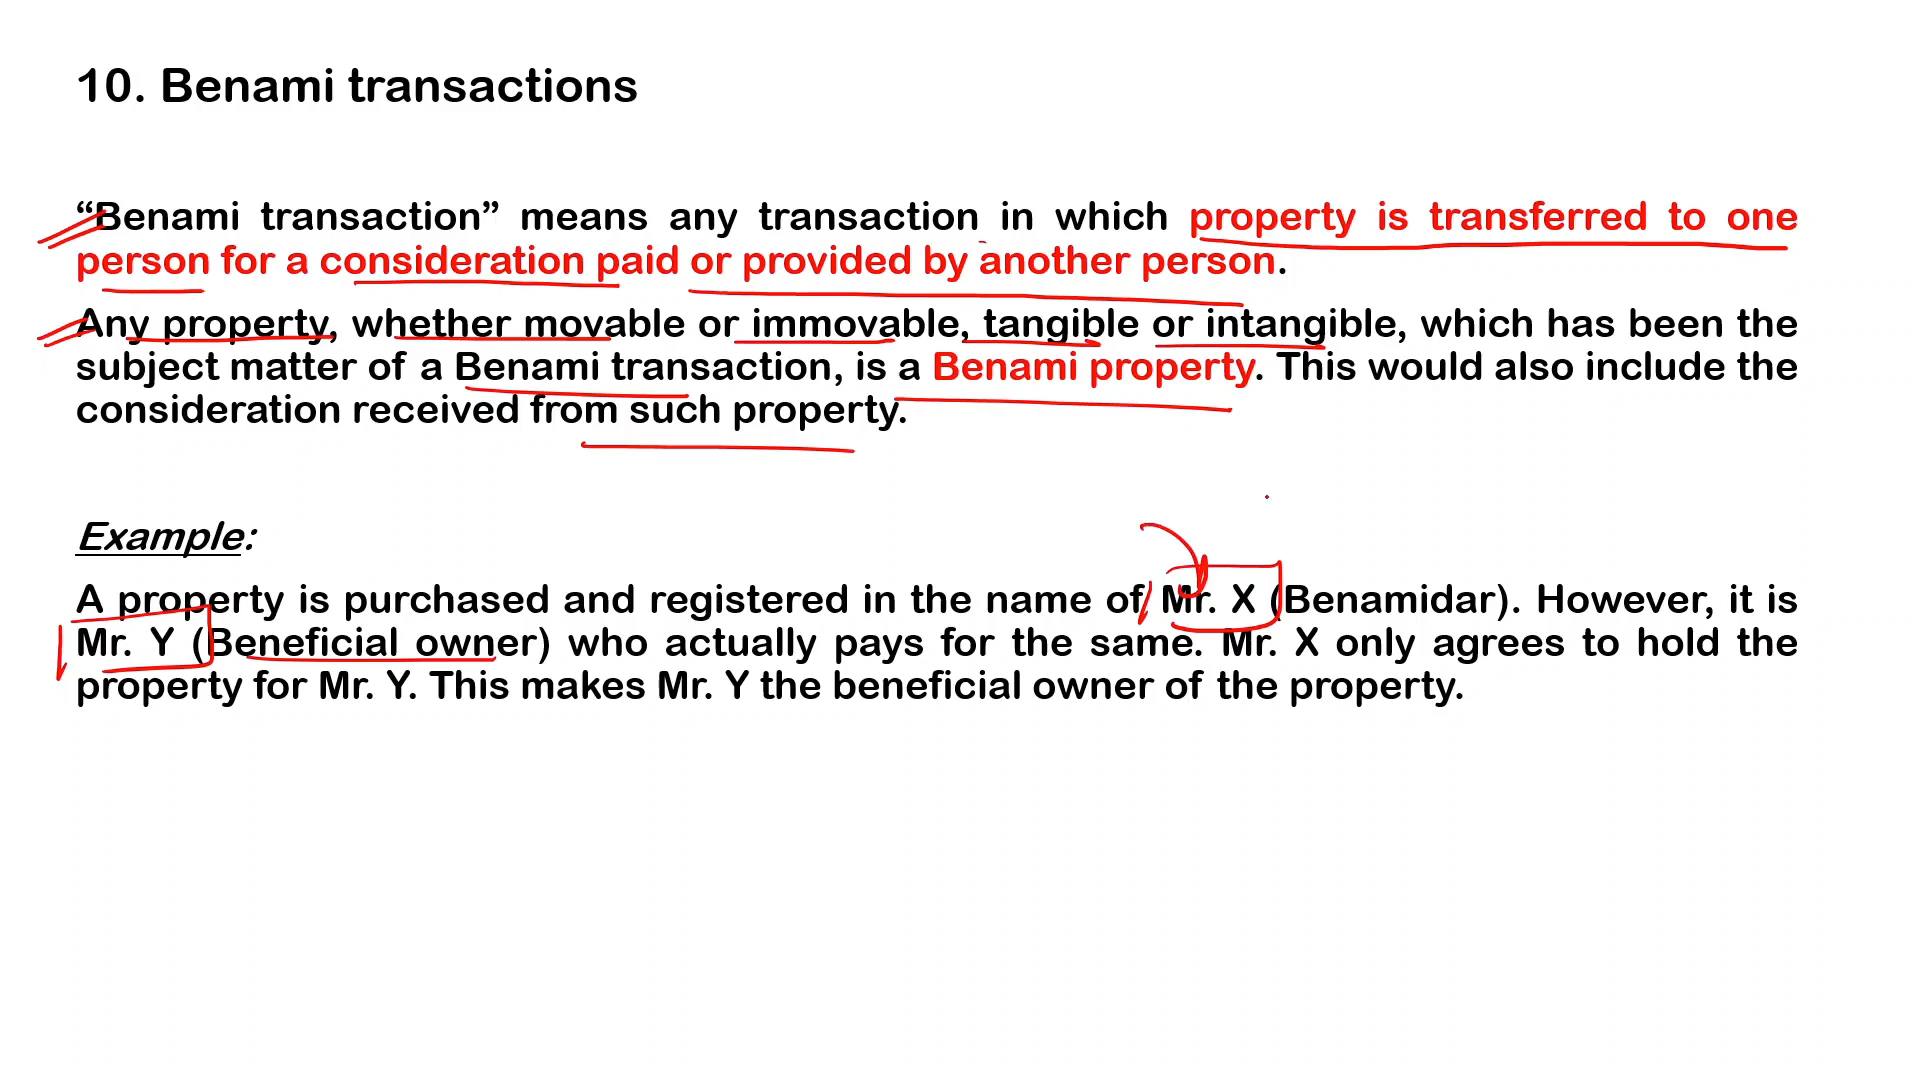 10. Benami transactions
“Benami transaction” means any transaction in which property is transferred to one
person for a consideration paid or provided by another person.
Any property, whether movable or immovable, tangible or intangible, which has been the
subject matter of a Benami transaction, is a Benami property. This would also include the
consideration received from such property.
Example:
A property is purchased and registered in the name of Mr. X (Benamidar). However, it is
Mr. Y (Beneficial owner) who actually pays for the same. Mr. X only agrees to hold the
property for Mr. Y. This makes Mr. Y the beneficial owner of the property.